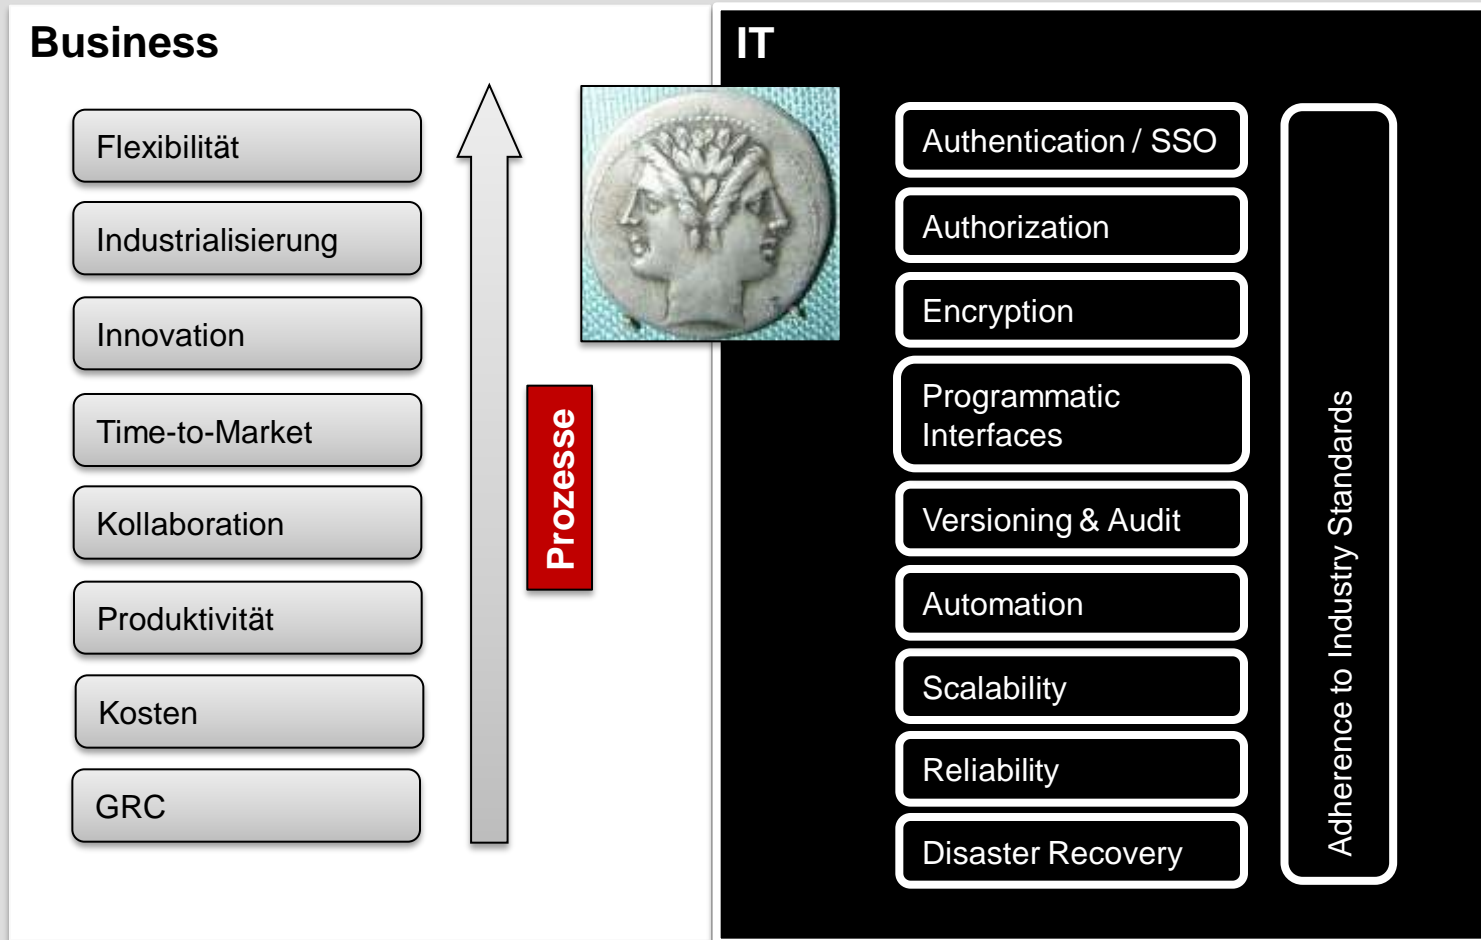 Business
Flexibilität
Industrialisierung
Innovation
Time-to-Market
Kollaboration
Produktivität
Kosten
GRC
Prozesse
IT
Authentication / SSO
Authorization
Encryption
Programmatic
Interfaces
Versioning & Audit
Automation
Scalability
Reliability
Disaster Recovery
Adherence to Industry Standards